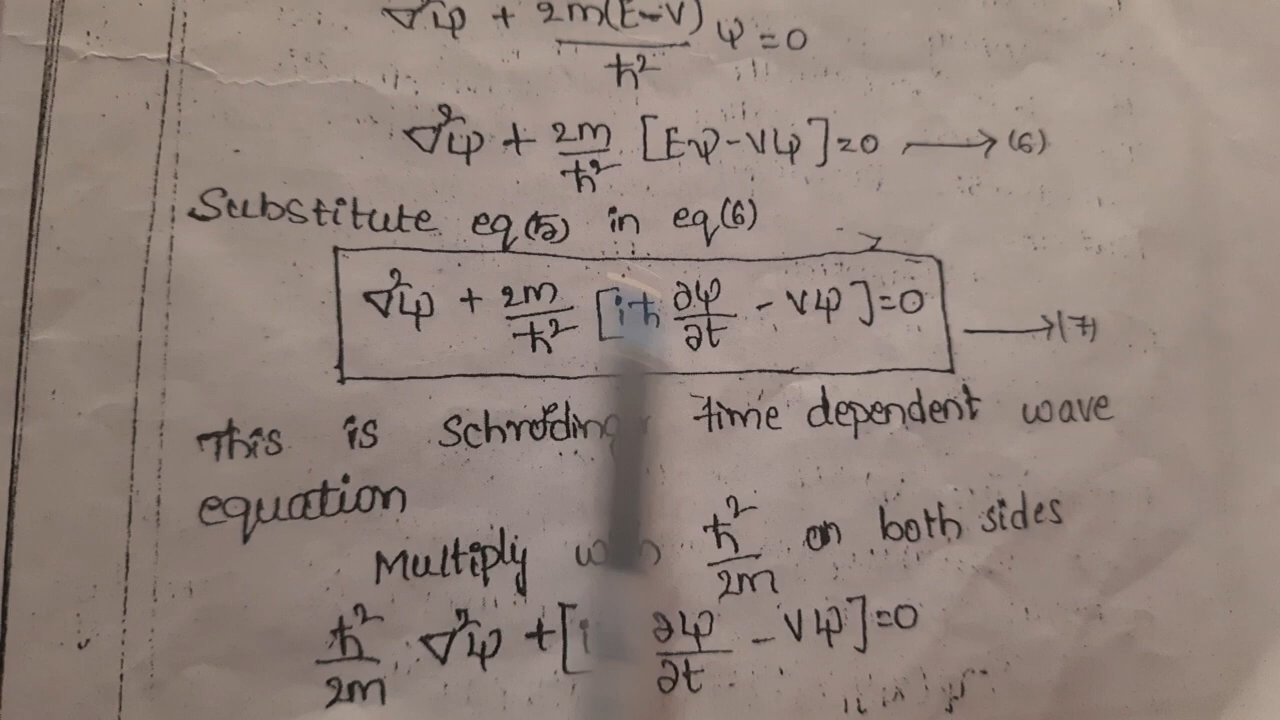 ∇²ψ + 2m(E-V)/ħ² ψ = 0
∇²ψ + 2m/ħ² [Eψ - Vψ] = 0 → (6)
Substitute eq(5) in eq(6)
∇²ψ + 2m/ħ² [iħ ∂ψ/∂t - Vψ] = 0 → (7)
This is time dependent wave
equation
Multiply ħ²/2m on both sides
ħ²/2m ∇²ψ + [i ∂ψ/∂t - Vψ] = 0